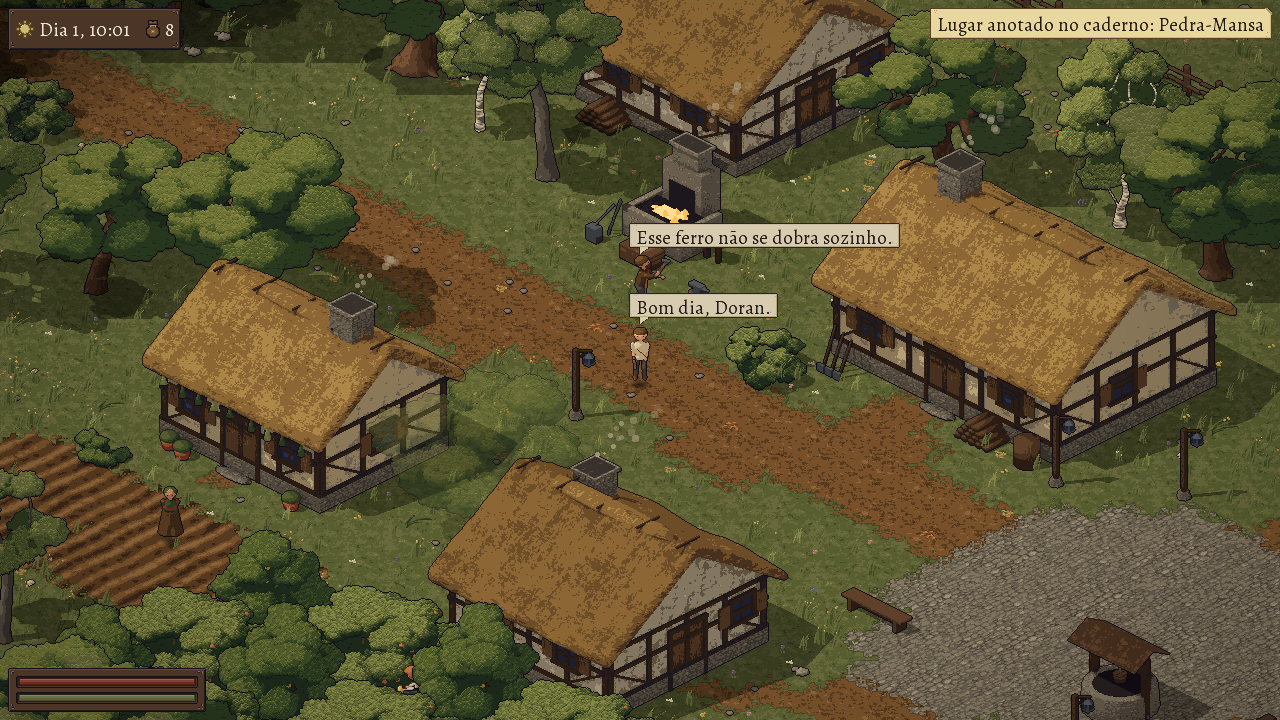 Dia 1, 10:01 8
Lugar anotado no caderno: Pedra-Mansa
Esse ferro não se dobra sozinho.
Bom dia, Doran.